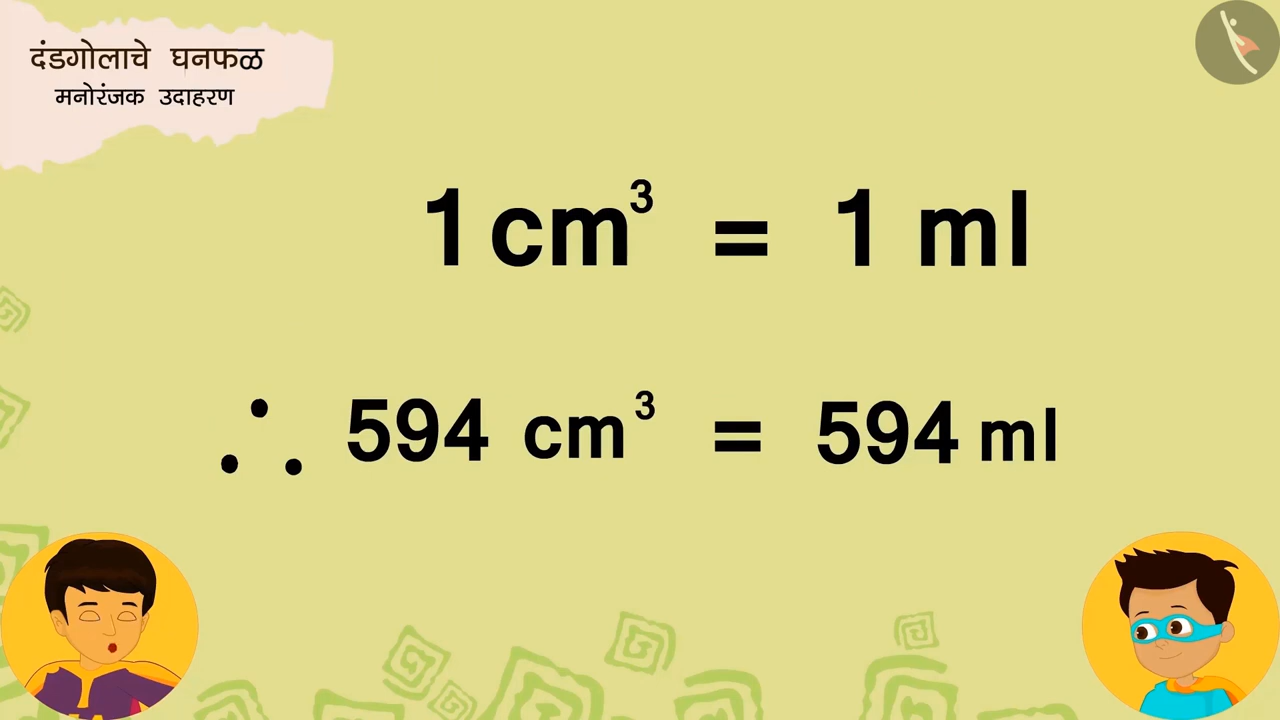 दंडगोलाचे घनफळ
मनोरंजक उदाहरण
1 cm³ = 1 ml
∴ 594 cm³ = 594 ml